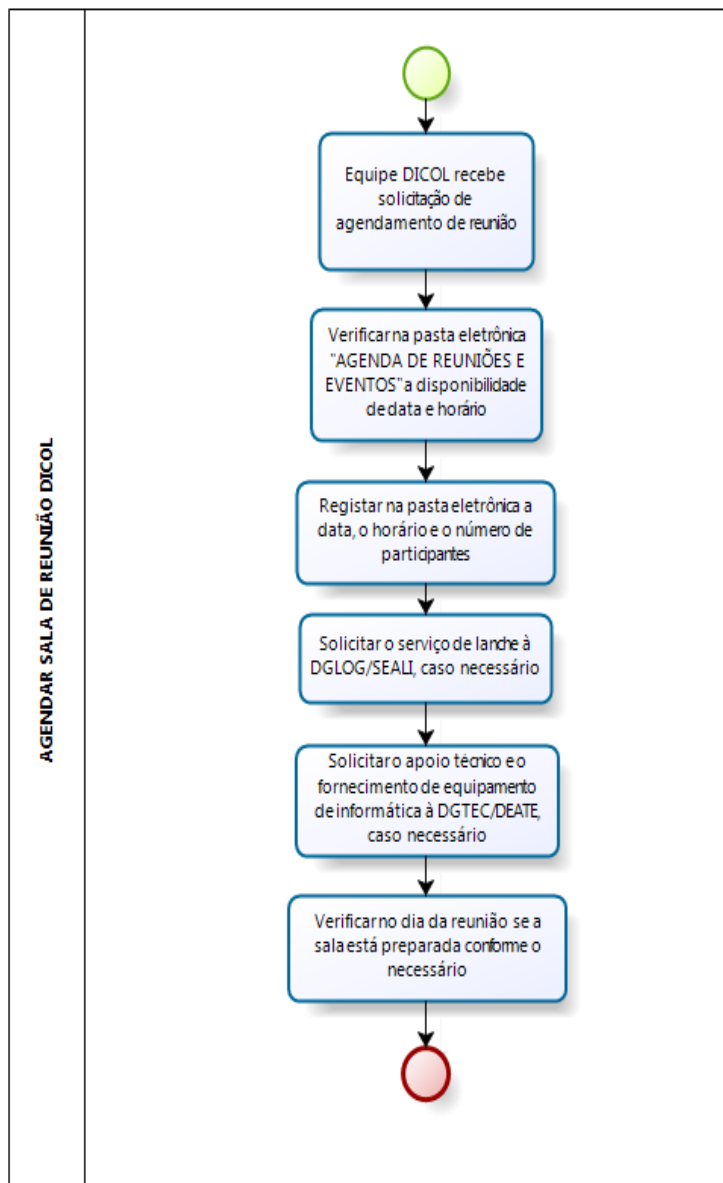 AGENDAR SALA DE REUNIÃO DICOL
Equipe DICOL recebe
solicitação de
agendamento de reunião
Verificar na pasta eletrônica
"AGENDA DE REUNIÕES E
EVENTOS" a disponibilidade
de data e horário
Registar na pasta eletrônica a
data, o horário e o número de
participantes
Solicitar o serviço de lanche à
DGLOG/SEALI, caso necessário
Solicitar o apoio técnico e o
fornecimento de equipamento
de informática à DGTEC/DEATE,
caso necessário
Verificar no dia da reunião se a
sala está preparada conforme o
necessário